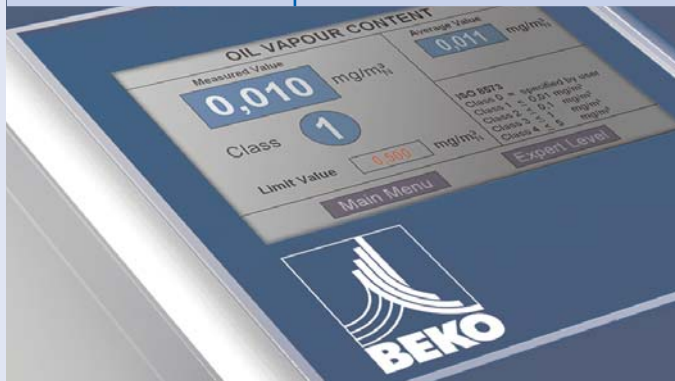 OIL VAPOUR CONTENT
Measured Value
0,010 mg/m³N
Class 1
Limit Value 0.500 mg/m³N
Average Value
0,011 mg/m³N
ISO 8573
Class 0 = specified by user
Class 1 ≤ 0,01 mg/m³
Class 2 ≤ 0,1 mg/m³
Class 3 ≤ 1 mg/m³
Class 4 ≤ 5 mg/m³
Main Menu
Expert Level
BEKO